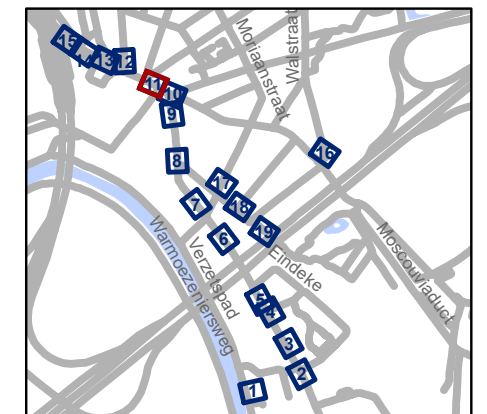 Moriaanstraat
Walstraat
13
12
11
10
9
8
16
17
18
19
7
6
Eindeke
Moscouviaduct
Warmoezeniersweg
Verzetspad
5
4
3
2
1